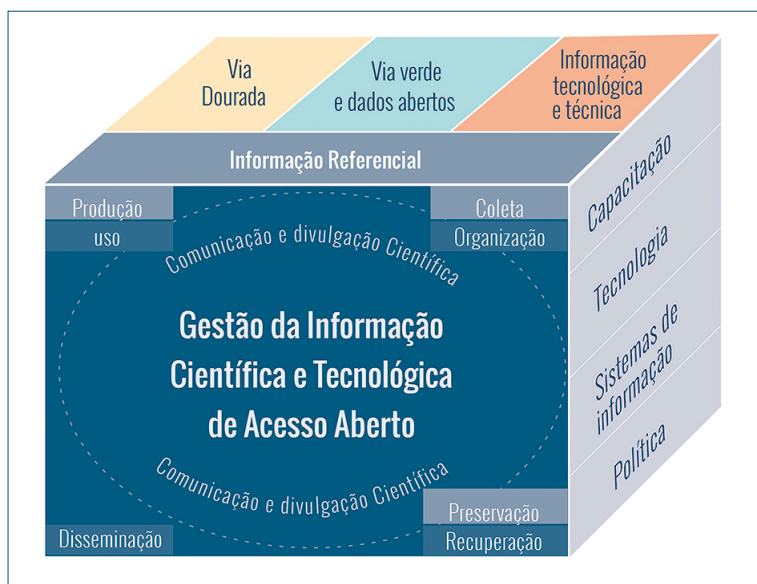 Via
Dourada
Via verde
e dados abertos
Informação
tecnológica
e técnica
Informação Referencial
Produção
uso
Coleta
Organização
Comunicação e divulgação Científica
Gestão da Informação
Científica e Tecnológica
de Acesso Aberto
Comunicação e divulgação Científica
Disseminação
Preservação
Recuperação
Capacitação
Tecnologia
Sistemas de
informação
Política